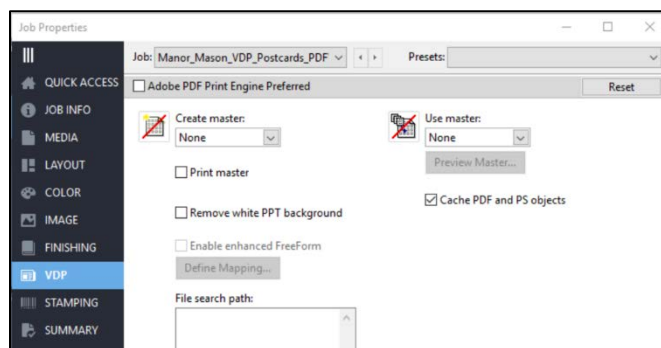 Job Properties
Job: Manor_Mason_VDP_Postcards_PDF
Presets:
QUICK ACCESS
JOB INFO
MEDIA
LAYOUT
COLOR
IMAGE
FINISHING
VDP
STAMPING
SUMMARY
Adobe PDF Print Engine Preferred
Reset
Create master:
None
Print master
Remove white PPT background
Enable enhanced FreeForm
Define Mapping...
File search path:
Use master:
None
Preview Master...
Cache PDF and PS objects